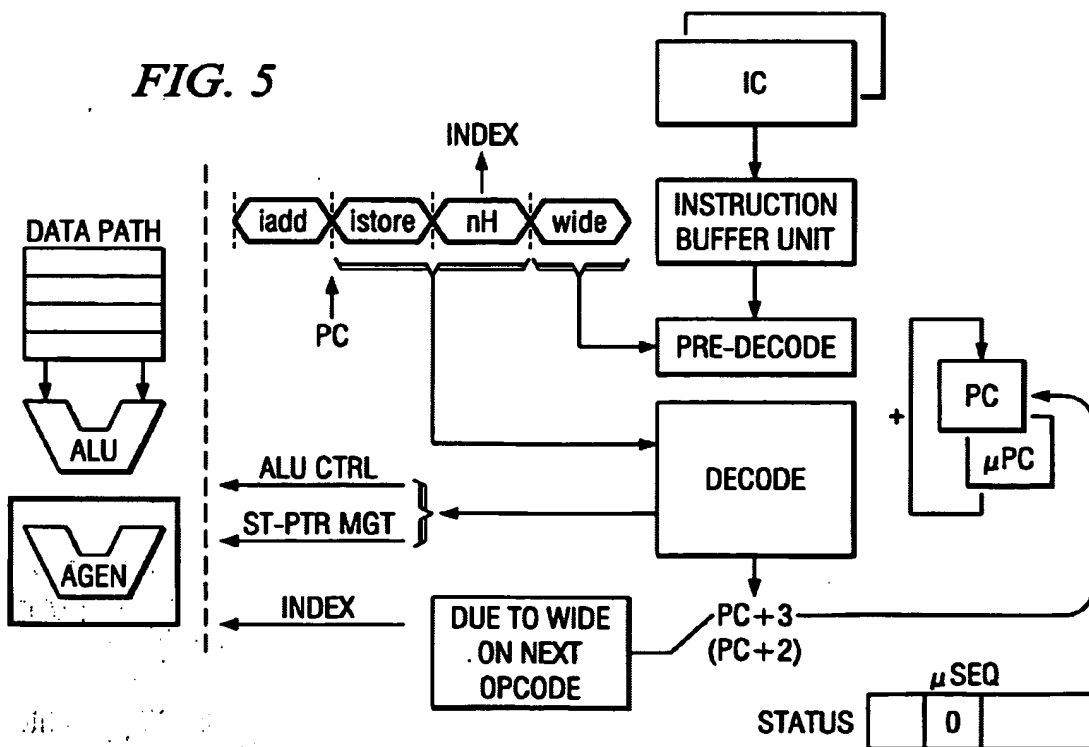 FIG. 5
IC
INDEX
iadd
istore
nH
wide
INSTRUCTION
BUFFER UNIT
DATA PATH
PC
PRE-DECODE
PC
+
μPC
ALU
ALU CTRL
DECODE
ST-PTR MGT
AGEN
INDEX
DUE TO WIDE
ON NEXT
OPCODE
PC+3
(PC+2)
μSEQ
STATUS
0